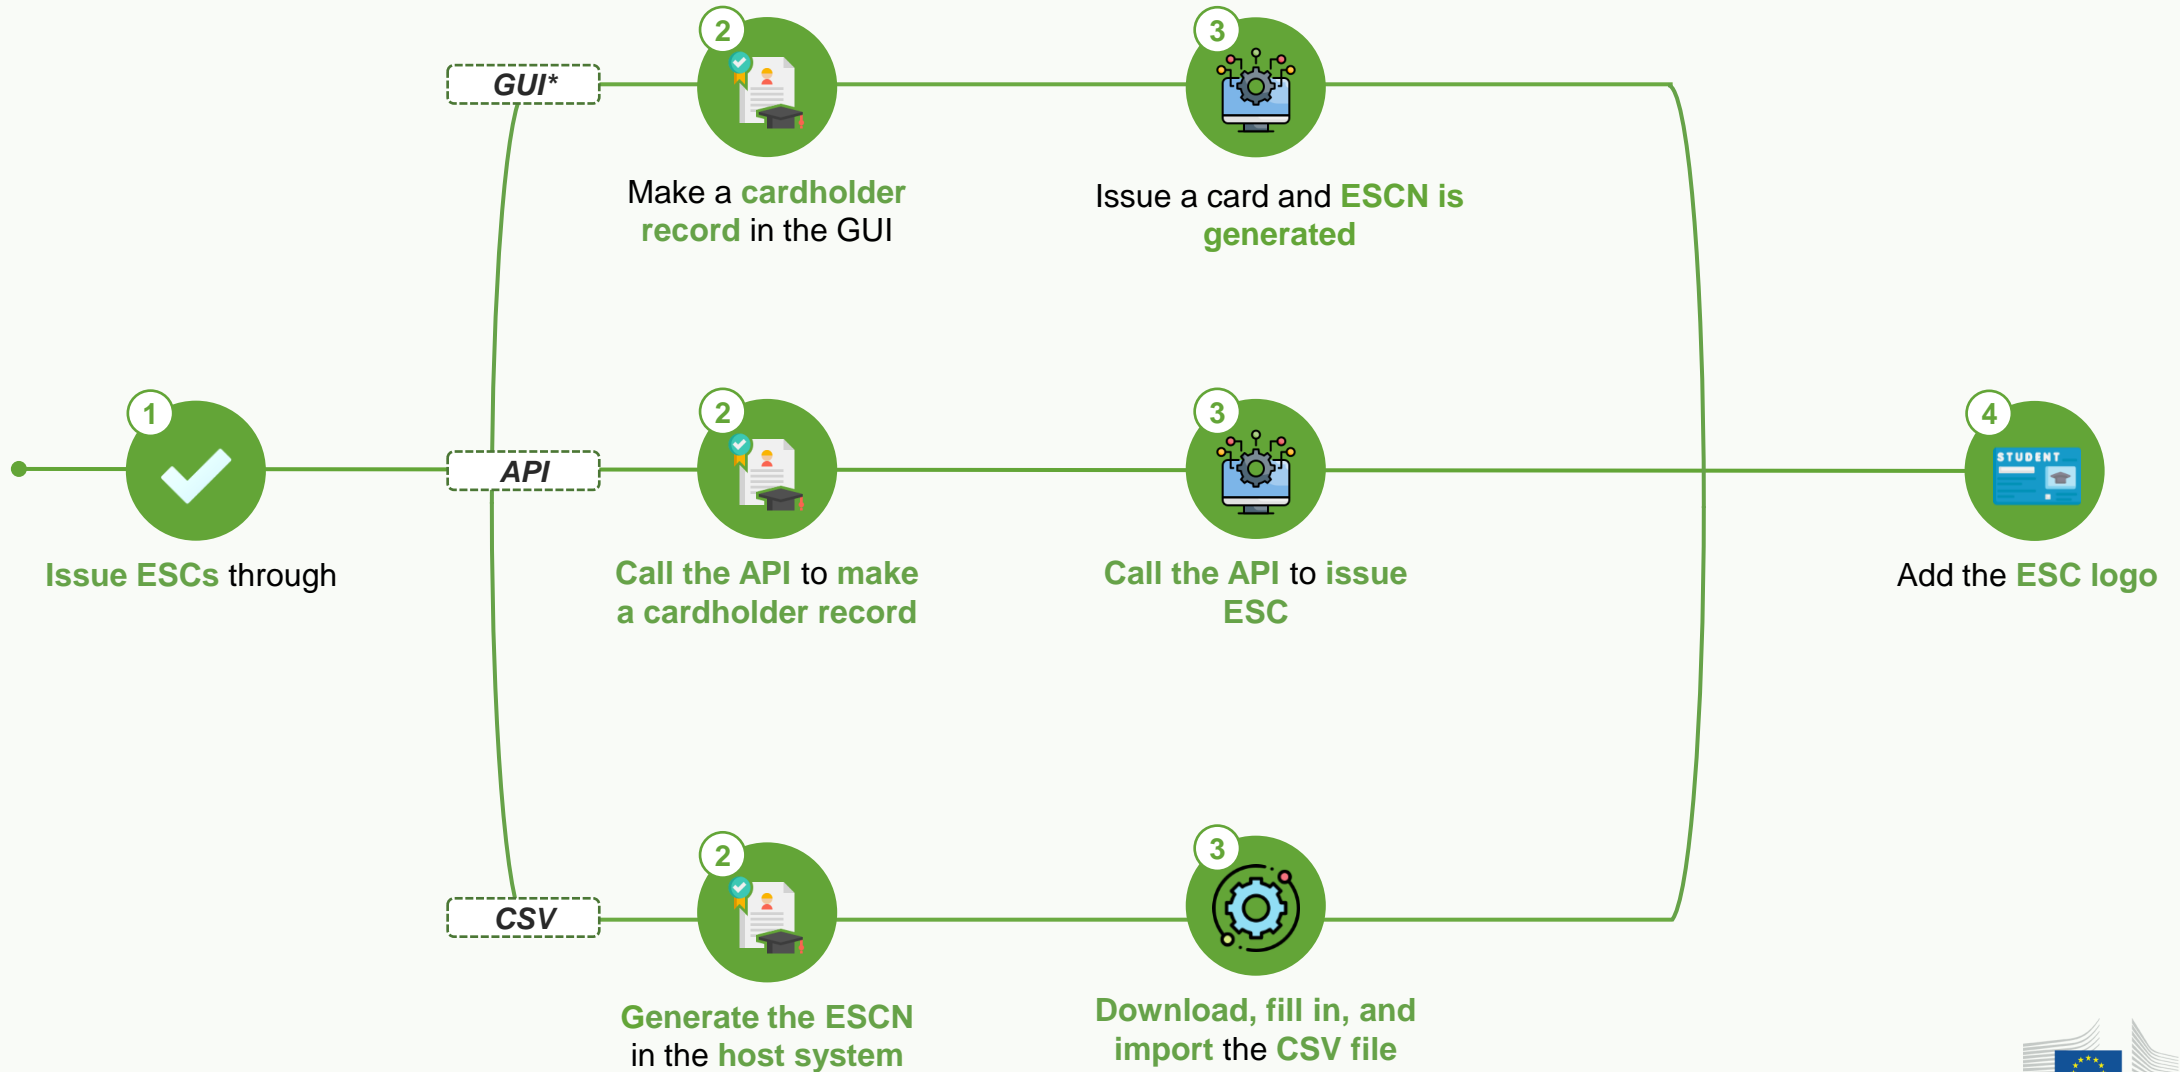 2
3
GUI*
Make a cardholder
record in the GUI
Issue a card and ESCN is
generated
1
2
3
4
API
STUDENT
Issue ESCs through
Call the API to make
a cardholder record
Call the API to issue
ESC
Add the ESC logo
2
3
CSV
Generate the ESCN
in the host system
Download, fill in, and
import the CSV file